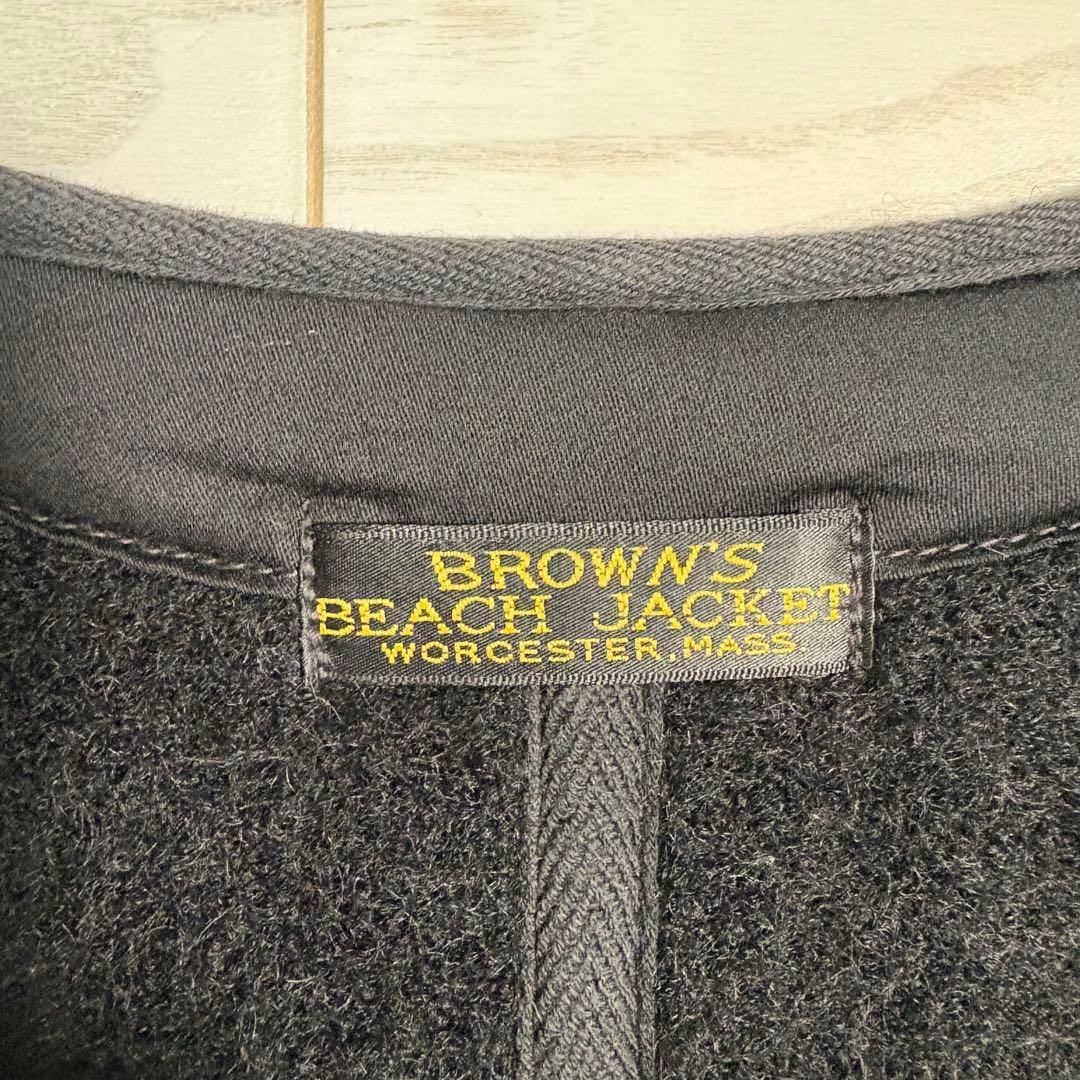 BROWN'S
BEACH JACKET
WORCESTER, MASS.